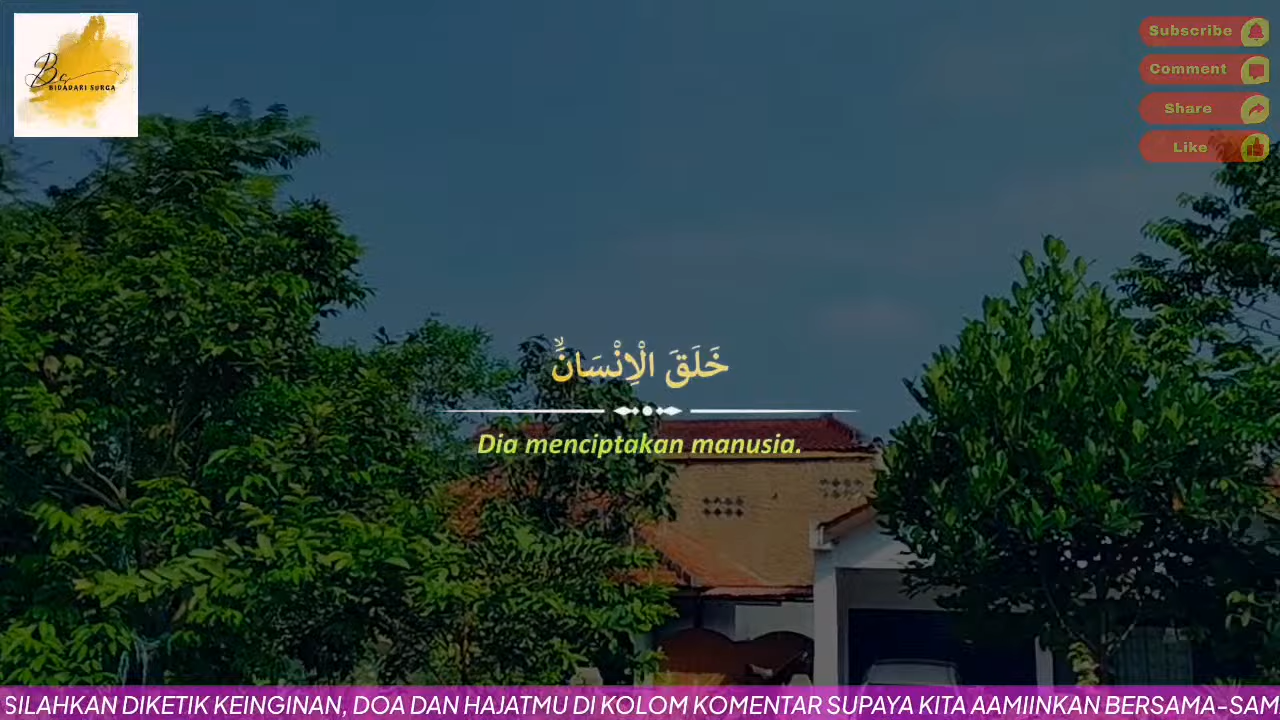 Bs
BIDADARI SURGA
Subscribe
Comment
Share
Like
خَلَقَ الْاِنْسَانَۙ
Dia menciptakan manusia.
SILAHKAN DIKETIK KEINGINAN, DOA DAN HAJATMU DI KOLOM KOMENTAR SUPAYA KITA AAMIINKAN BERSAMA-SAM